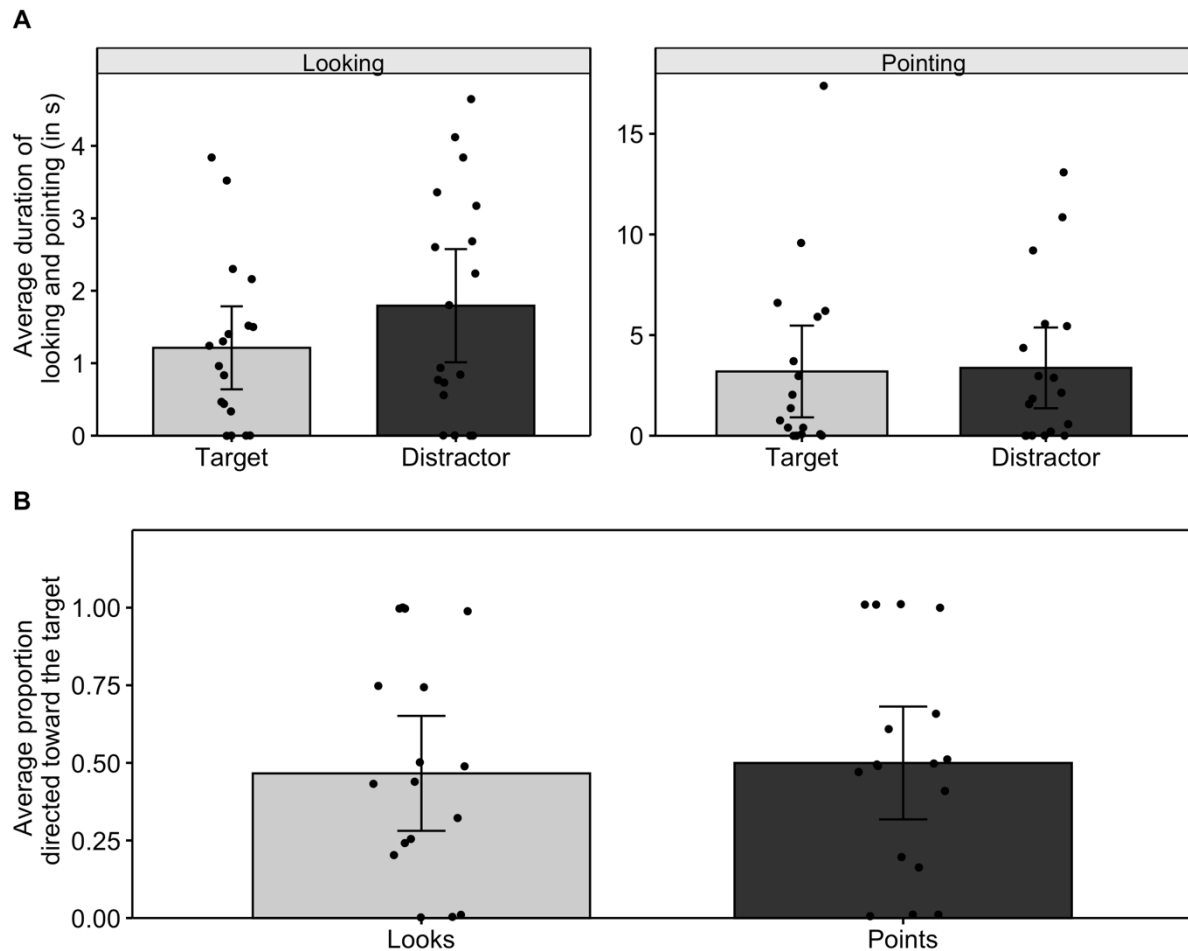 A
Looking
Pointing
Average duration of
looking and pointing (in s)
4
3
2
1
0
15
10
5
0
Target
Distractor
Target
Distractor
B
Average proportion
directed toward the target
1.00
0.75
0.50
0.25
0.00
Looks
Points